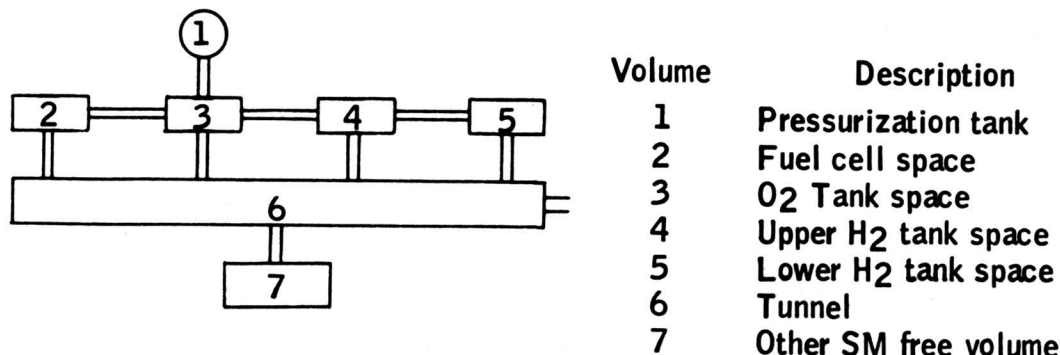 1
2
3
4
5
6
7
Volume Description
1 Pressurization tank
2 Fuel cell space
3 O2 Tank space
4 Upper H2 tank space
5 Lower H2 tank space
6 Tunnel
7 Other SM free volume